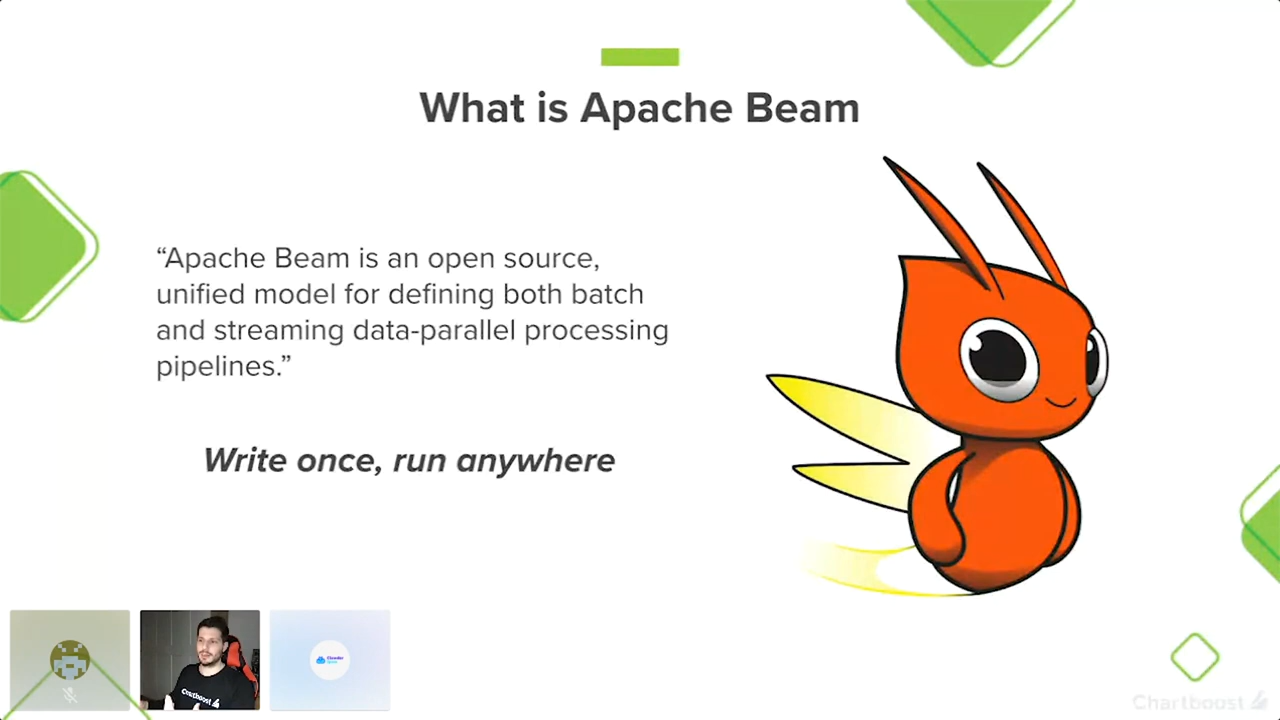 What is Apache Beam
“Apache Beam is an open source,
unified model for defining both batch
and streaming data-parallel processing
pipelines.”
Write once, run anywhere
Chartboost
Chartboost